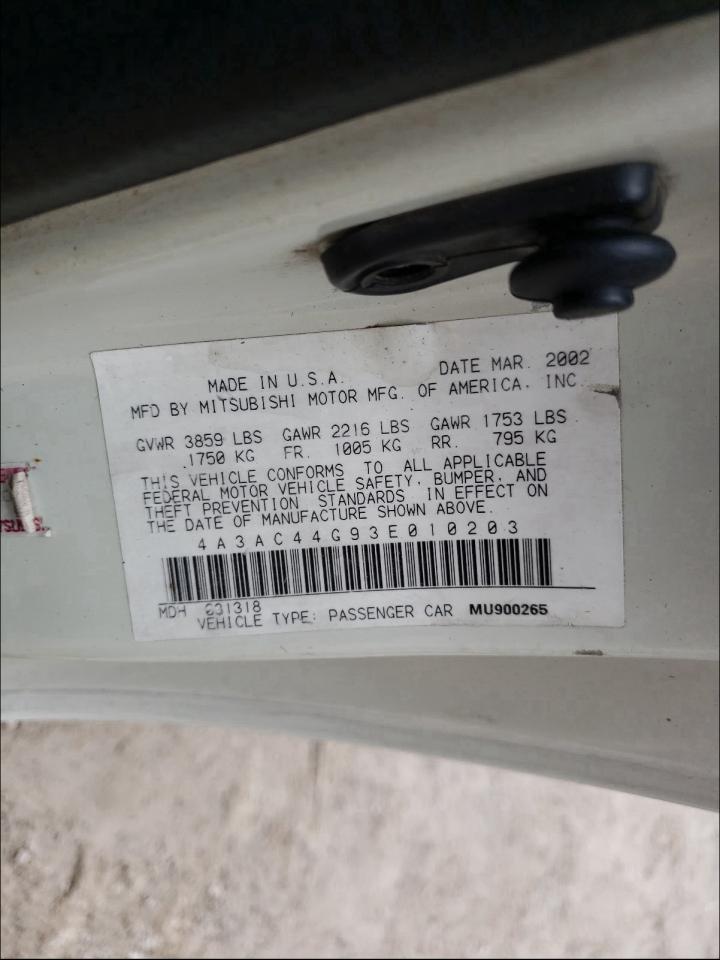 MADE IN U.S.A. DATE MAR. 2002
MFD BY MITSUBISHI MOTOR MFG. OF AMERICA, INC.
GVWR 3859 LBS GAWR 2216 LBS GAWR 1753 LBS
1750 KG FR. 1005 KG RR. 795 KG
THIS VEHICLE CONFORMS TO ALL APPLICABLE
FEDERAL MOTOR VEHICLE SAFETY, BUMPER, AND
THEFT PREVENTION STANDARDS IN EFFECT ON
THE DATE OF MANUFACTURE SHOWN ABOVE.
4A3AC44G93E010203
MDH 031318
VEHICLE TYPE: PASSENGER CAR MU900265